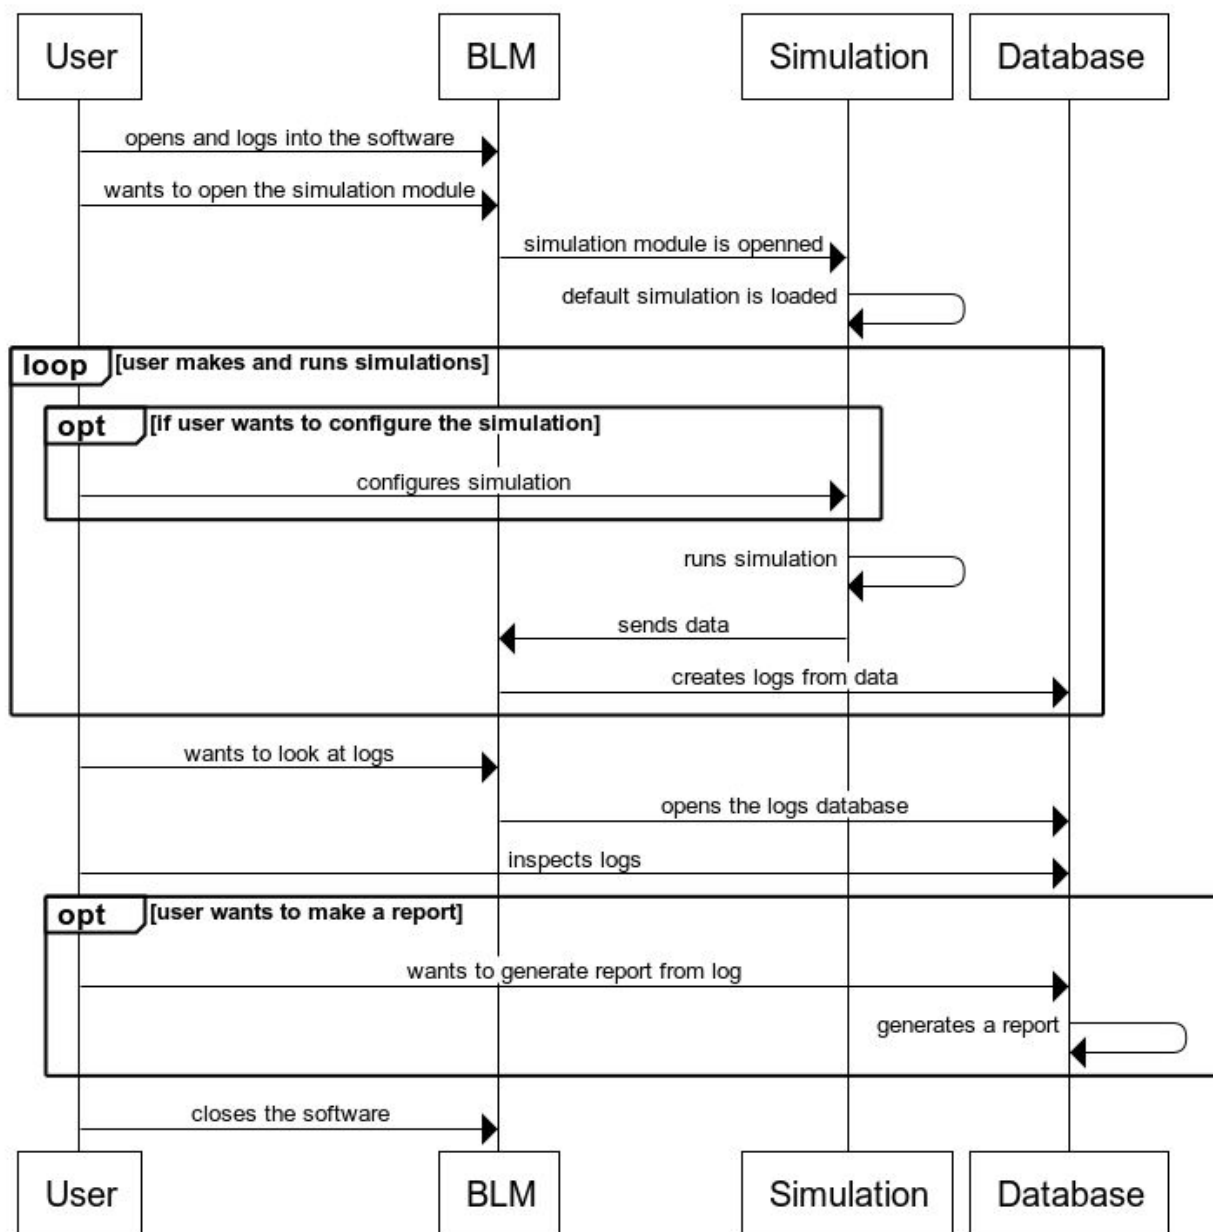 User
BLM
Simulation
Database
opens and logs into the software
wants to open the simulation module
simulation module is openned
default simulation is loaded
loop
[user makes and runs simulations]
opt
[if user wants to configure the simulation]
configures simulation
runs simulation
sends data
creates logs from data
wants to look at logs
opens the logs database
inspects logs
opt
[user wants to make a report]
wants to generate report from log
generates a report
closes the software
User
BLM
Simulation
Database